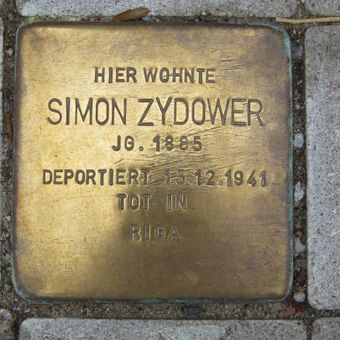 HIER WOHNTE
SIMON ZYDOWER
JG. 1885
DEPORTIERT 15.12.1941
TOT IN
RIGA